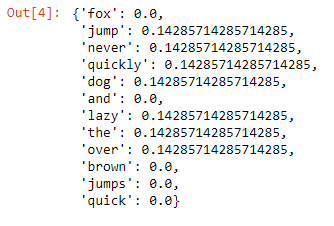 Out[4]: {'fox': 0.0,
'jump': 0.14285714285714285,
'never': 0.14285714285714285,
'quickly': 0.14285714285714285,
'dog': 0.14285714285714285,
'and': 0.0,
'lazy': 0.14285714285714285,
'the': 0.14285714285714285,
'over': 0.14285714285714285,
'brown': 0.0,
'jumps': 0.0,
'quick': 0.0}